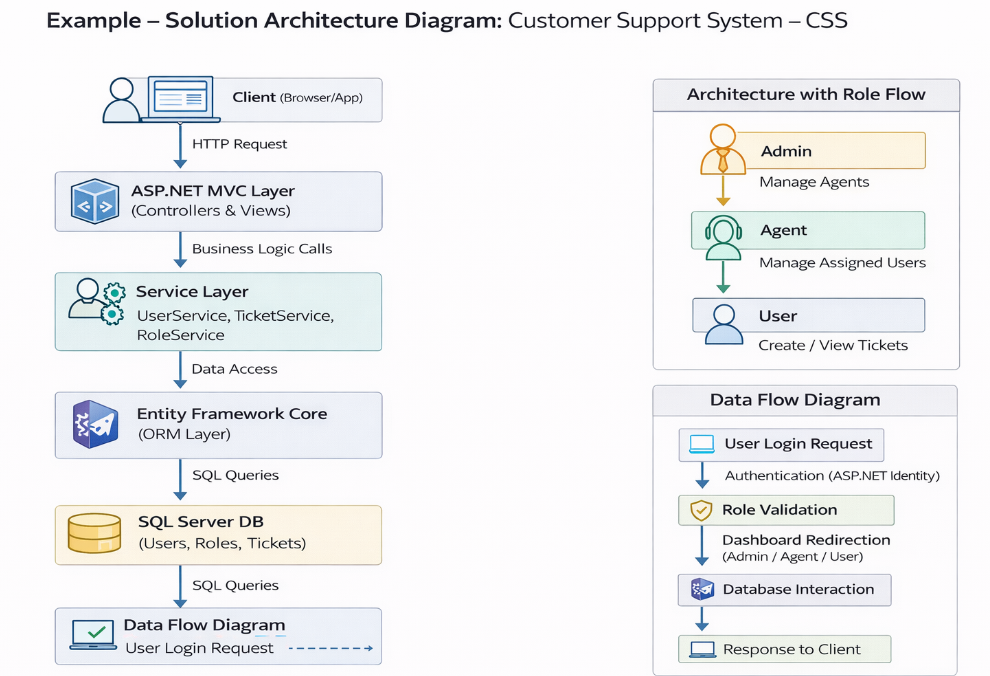 Example – Solution Architecture Diagram: Customer Support System – CSS
Client (Browser/App)
HTTP Request
ASP.NET MVC Layer
(Controllers & Views)
Business Logic Calls
Service Layer
UserService, TicketService,
RoleService
Data Access
Entity Framework Core
(ORM Layer)
SQL Queries
SQL Server DB
(Users, Roles, Tickets)
SQL Queries
Data Flow Diagram
User Login Request
Architecture with Role Flow
Admin
Manage Agents
Agent
Manage Assigned Users
User
Create / View Tickets
Data Flow Diagram
User Login Request
Authentication (ASP.NET Identity)
Role Validation
Dashboard Redirection
(Admin / Agent / User)
Database Interaction
Response to Client